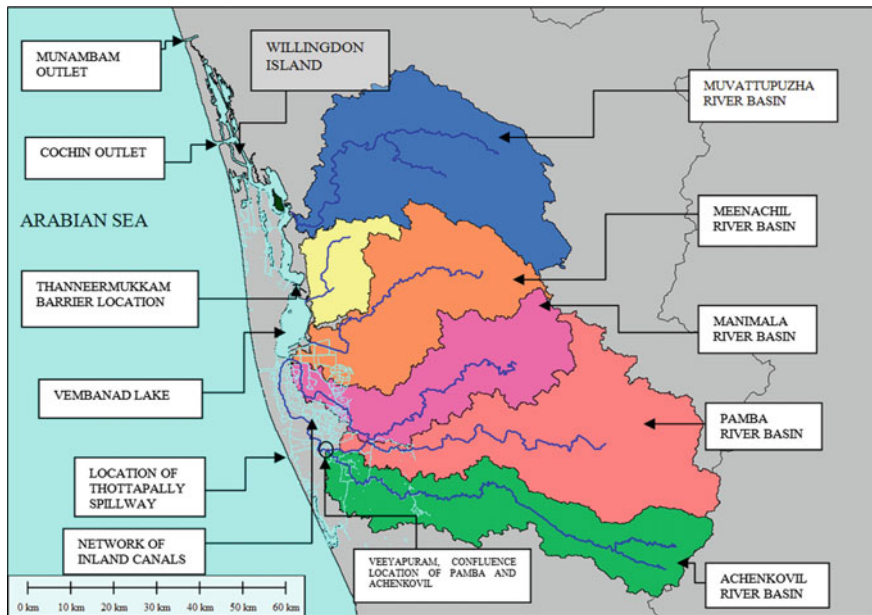 MUNAMBAM
OUTLET
WILLINGDON
ISLAND
MUVATTUPUZHA
RIVER BASIN
COCHIN OUTLET
ARABIAN SEA
MEENACHIL
RIVER BASIN
THANNEERMUKKAM
BARRIER LOCATION
MANIMALA
RIVER BASIN
VEMBANAD LAKE
PAMBA
RIVER BASIN
LOCATION OF
THOTTAPALLY
SPILLWAY
NETWORK OF
INLAND CANALS
VEEYAPURAM, CONFLUENCE
LOCATION OF PAMBA AND
ACHENKOVIL
ACHENKOVIL
RIVER BASIN
0 km 10 km 20 km 30 km 40 km 50 km 60 km